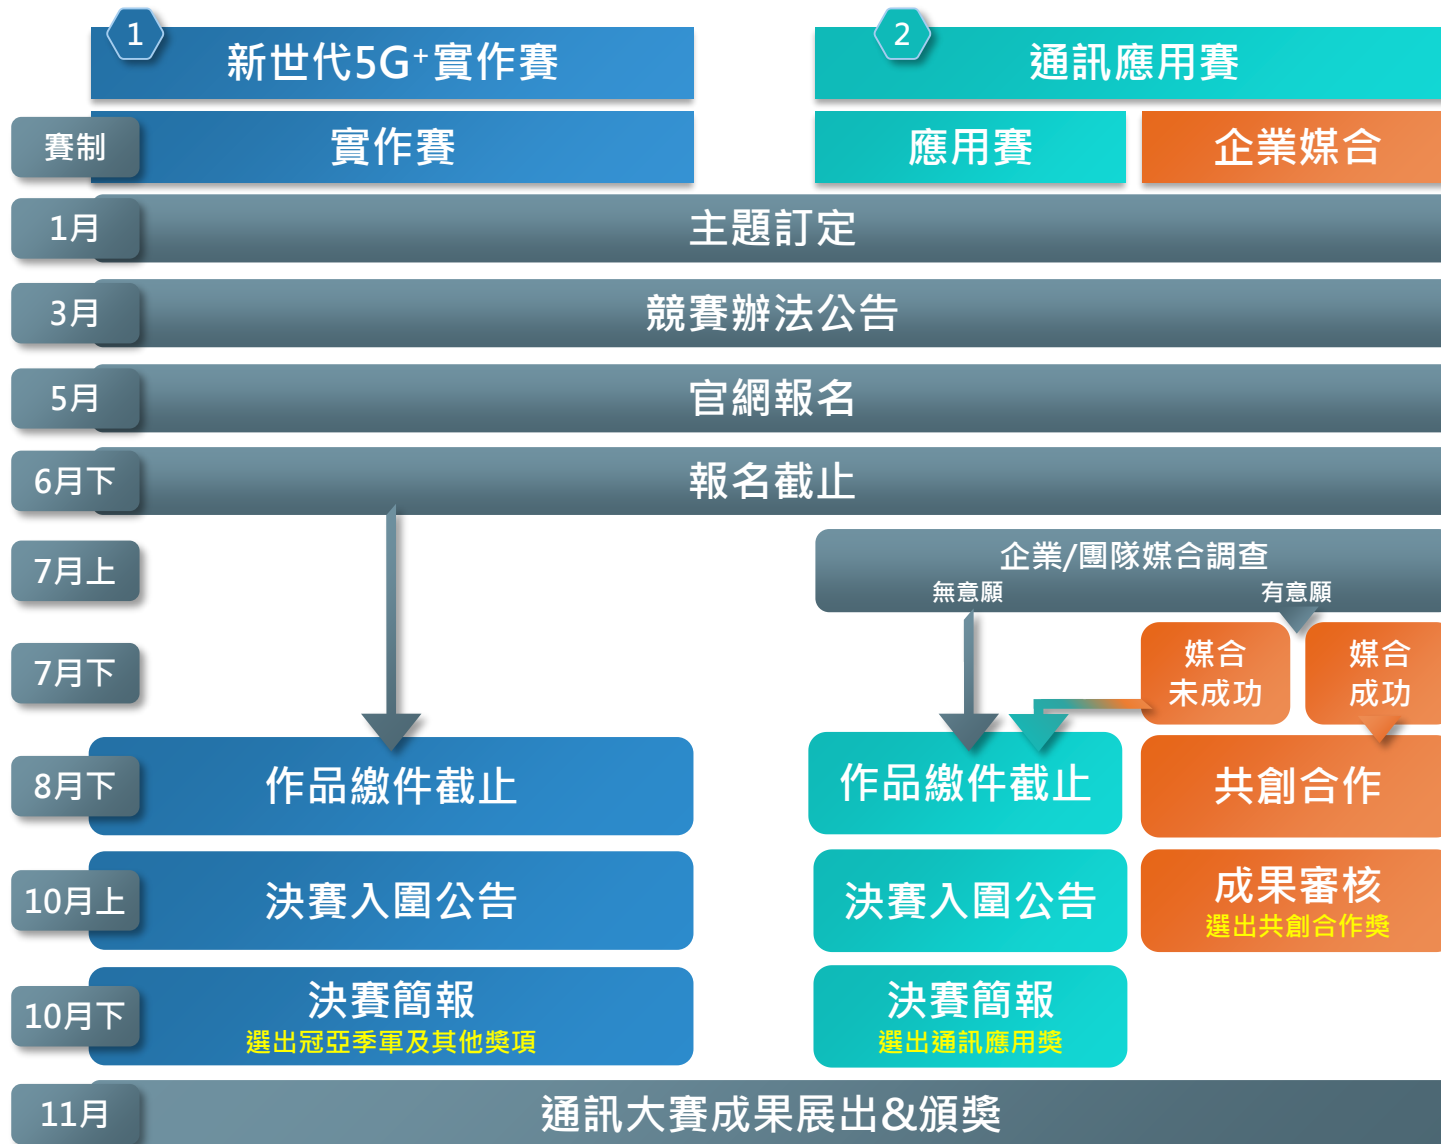 1
新世代5G⁺實作賽
2
通訊應用賽
賽制
實作賽
應用賽
企業媒合
1月
主題訂定
3月
競賽辦法公告
5月
官網報名
6月下
報名截止
7月上
企業/團隊媒合調查
無意願
有意願
7月下
媒合
未成功
媒合
成功
8月下
作品繳件截止
作品繳件截止
共創合作
10月上
決賽入圍公告
決賽入圍公告
成果審核
選出共創合作獎
10月下
決賽簡報
選出冠亞季軍及其他獎項
決賽簡報
選出通訊應用奬
11月
通訊大賽成果展出&頒獎